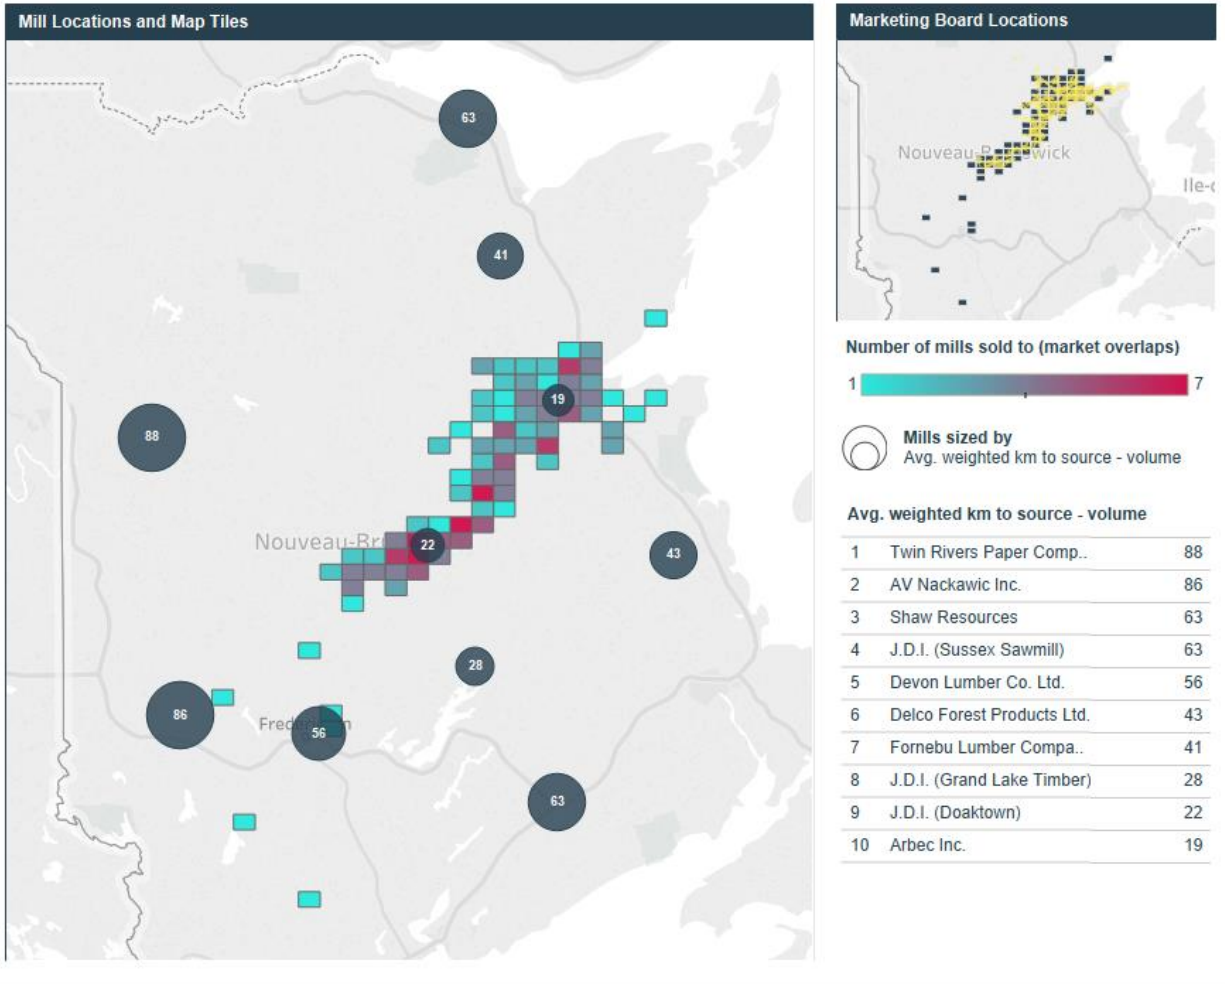 Mill Locations and Map Tiles
63
41
19
88
Nouveau-Br
22
43
28
86
Freder n
56
63
Marketing Board Locations
Nouveau-B wick
Ile-
Number of mills sold to (market overlaps)
1 7
Mills sized by
Avg. weighted km to source - volume
Avg. weighted km to source - volume
1 Twin Rivers Paper Comp.. 88
2 AV Nackawic Inc. 86
3 Shaw Resources 63
4 J.D.I. (Sussex Sawmill) 63
5 Devon Lumber Co. Ltd. 56
6 Delco Forest Products Ltd. 43
7 Fornebu Lumber Compa.. 41
8 J.D.I. (Grand Lake Timber) 28
9 J.D.I. (Doaktown) 22
10 Arbec Inc. 19